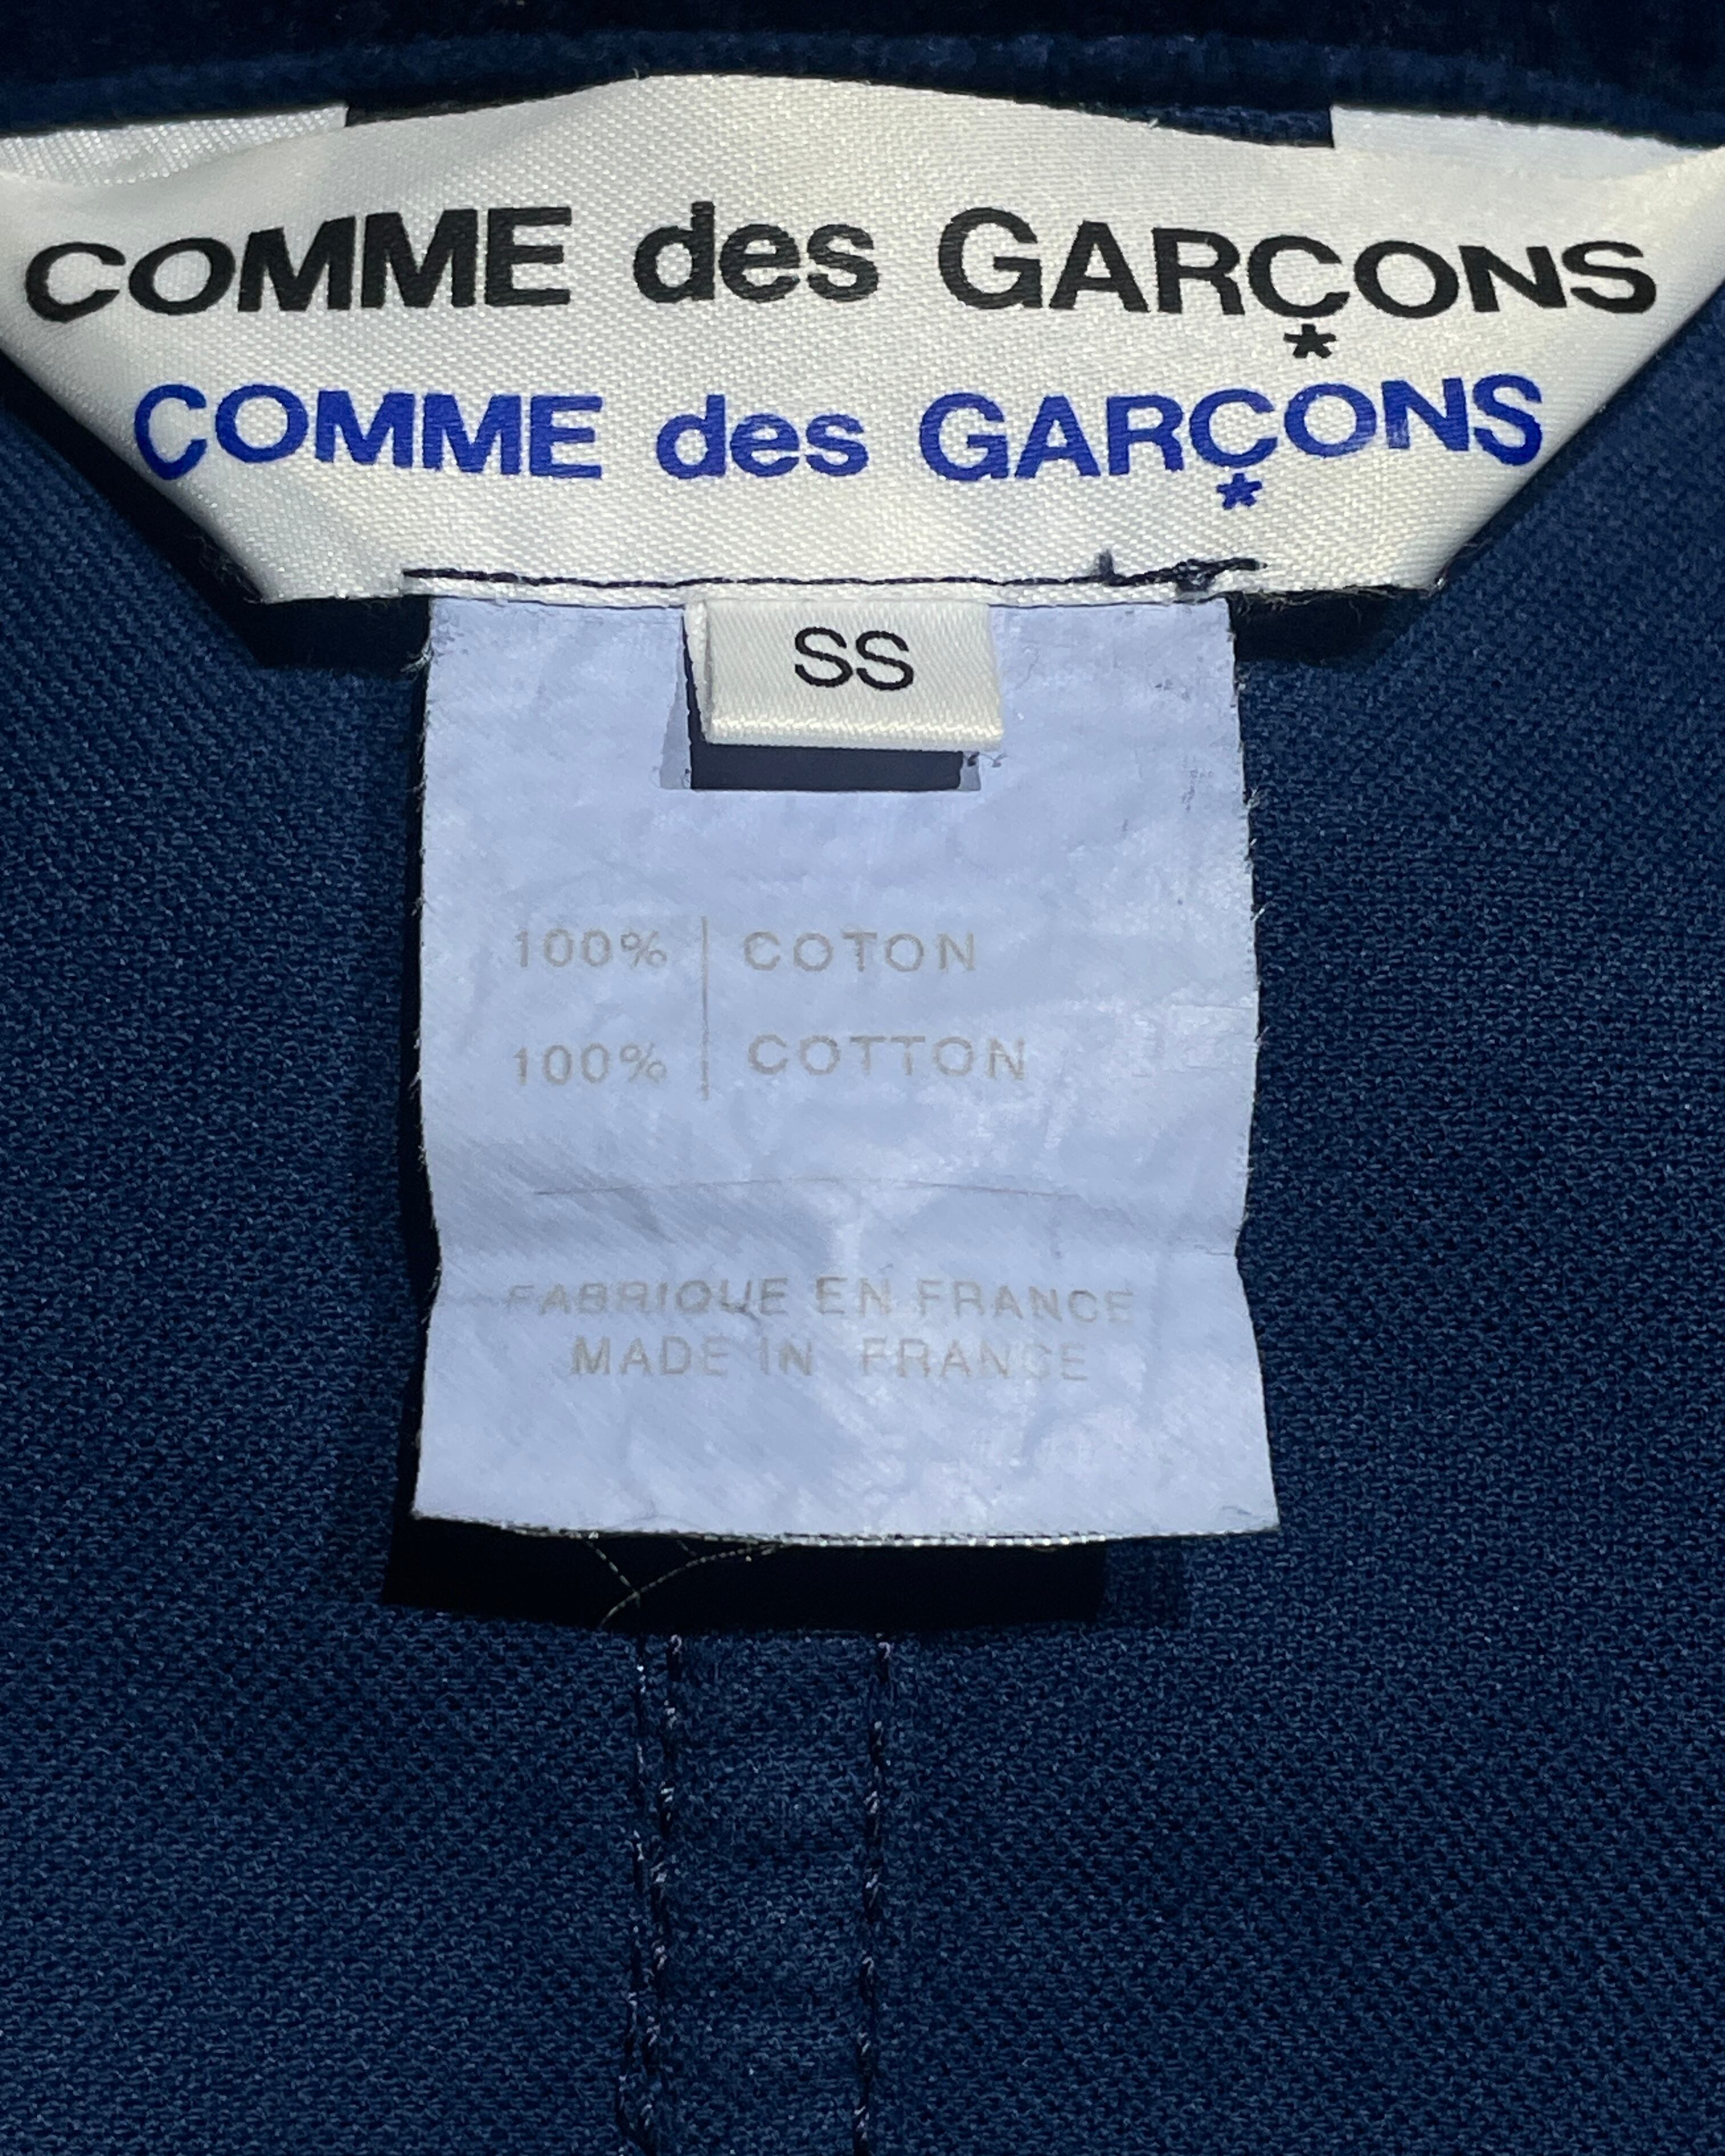 COMME des GARÇONS
COMME des GARÇONS
SS
100% COTON
100% COTTON
FABRIQUE EN FRANCE
MADE IN FRANCE